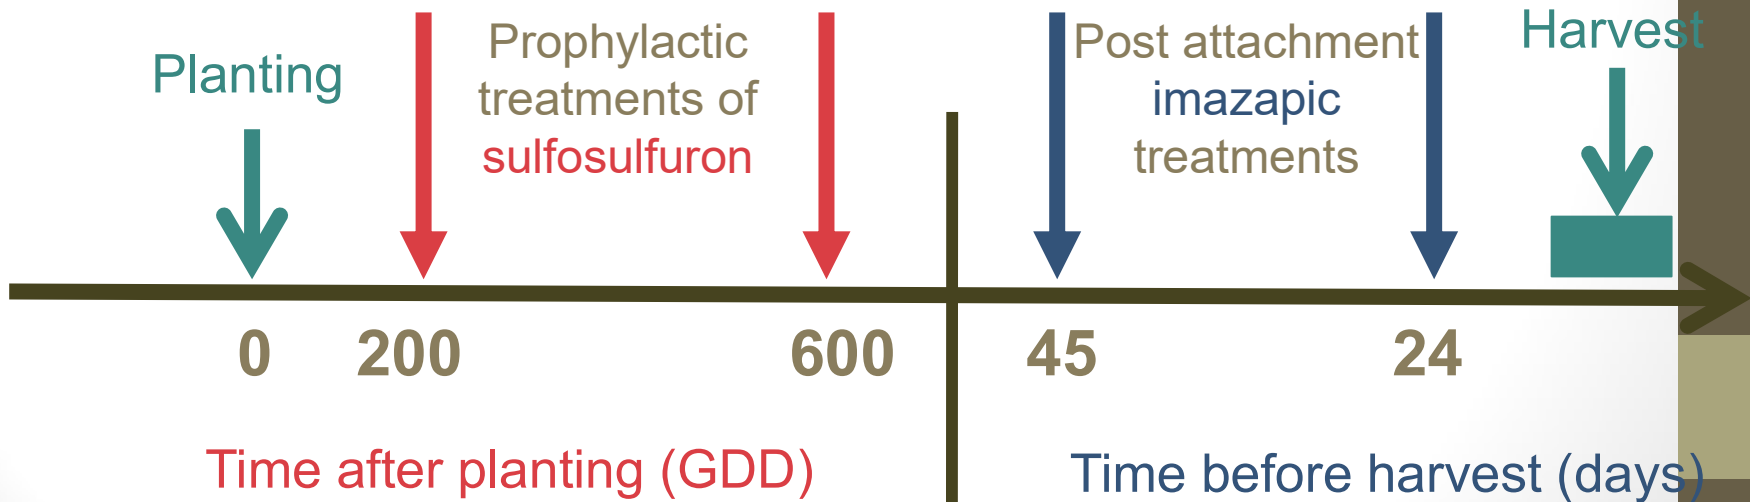 Planting
Prophylactic
treatments of
sulfosulfuron
Post attachment
imazapic
treatments
Harvest
0 200 600 45 24
Time after planting (GDD)
Time before harvest (days)